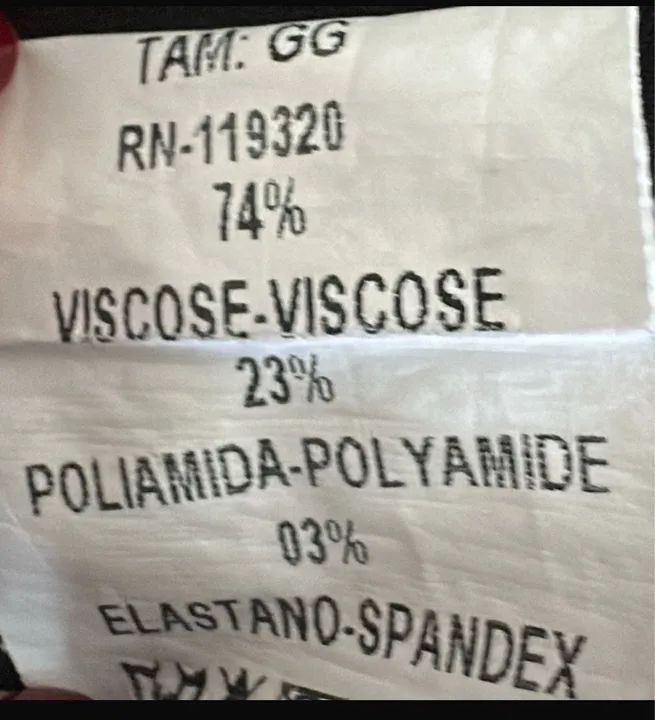 TAM: GG
RN-119320
74%
VISCOSE-VISCOSE
23%
POLIAMIDA-POLYAMIDE
03%
ELASTANO-SPANDEX